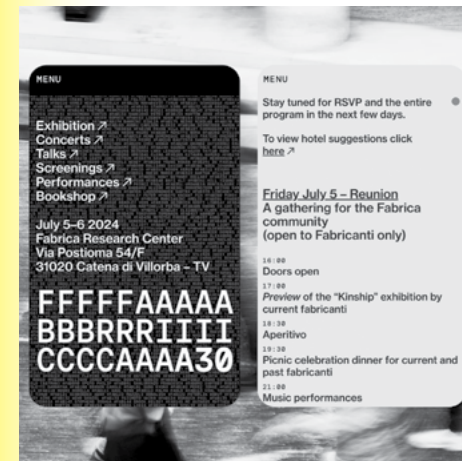 MENU
Exhibition ↗
Concerts ↗
Talks ↗
Screenings ↗
Performances ↗
Bookshop ↗
July 5–6 2024
Fabrica Research Center
Via Postioma 54/F
31020 Catena di Villorba – TV
FFFFFAAAAA
BBBRRRIIII
CCCCAAAA30
MENU
Stay tuned for RSVP and the entire
program in the next few days.
To view hotel suggestions click
here ↗
Friday July 5 – Reunion
A gathering for the Fabrica
community
(open to Fabricanti only)
16:00
Doors open
17:00
Preview of the “Kinship” exhibition by
current fabricanti
18:30
Aperitivo
19:30
Picnic celebration dinner for current and
past fabricanti
21:00
Music performances